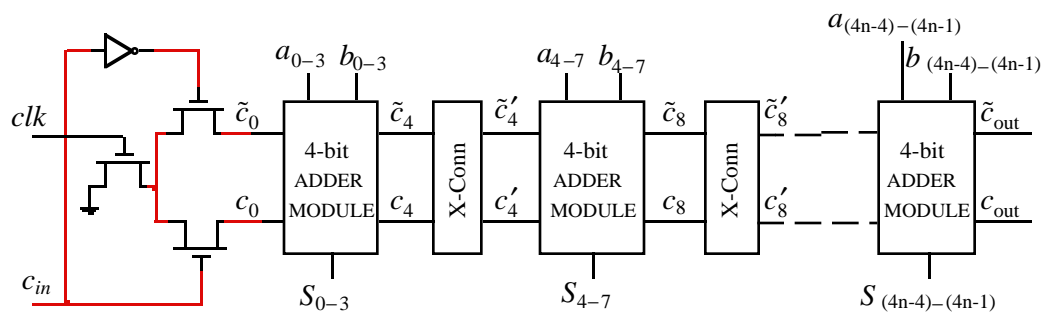 a₀₋₃ b₀₋₃ a₄₋₇ b₄₋₇ a₍₄ₙ₋₄₎₋₍₄ₙ₋₁₎
b ₍₄ₙ₋₄₎₋₍₄ₙ₋₁₎
clk c̃₀ c̃₄ c̃₄′ c̃₈ c̃₈′ c̃out
4-bit ADDER MODULE
X-Conn
4-bit ADDER MODULE
X-Conn
4-bit ADDER MODULE
c₀ c₄ c₄′ c₈ c₈′ cout
cin
S₀₋₃ S₄₋₇ S ₍₄ₙ₋₄₎₋₍₄ₙ₋₁₎